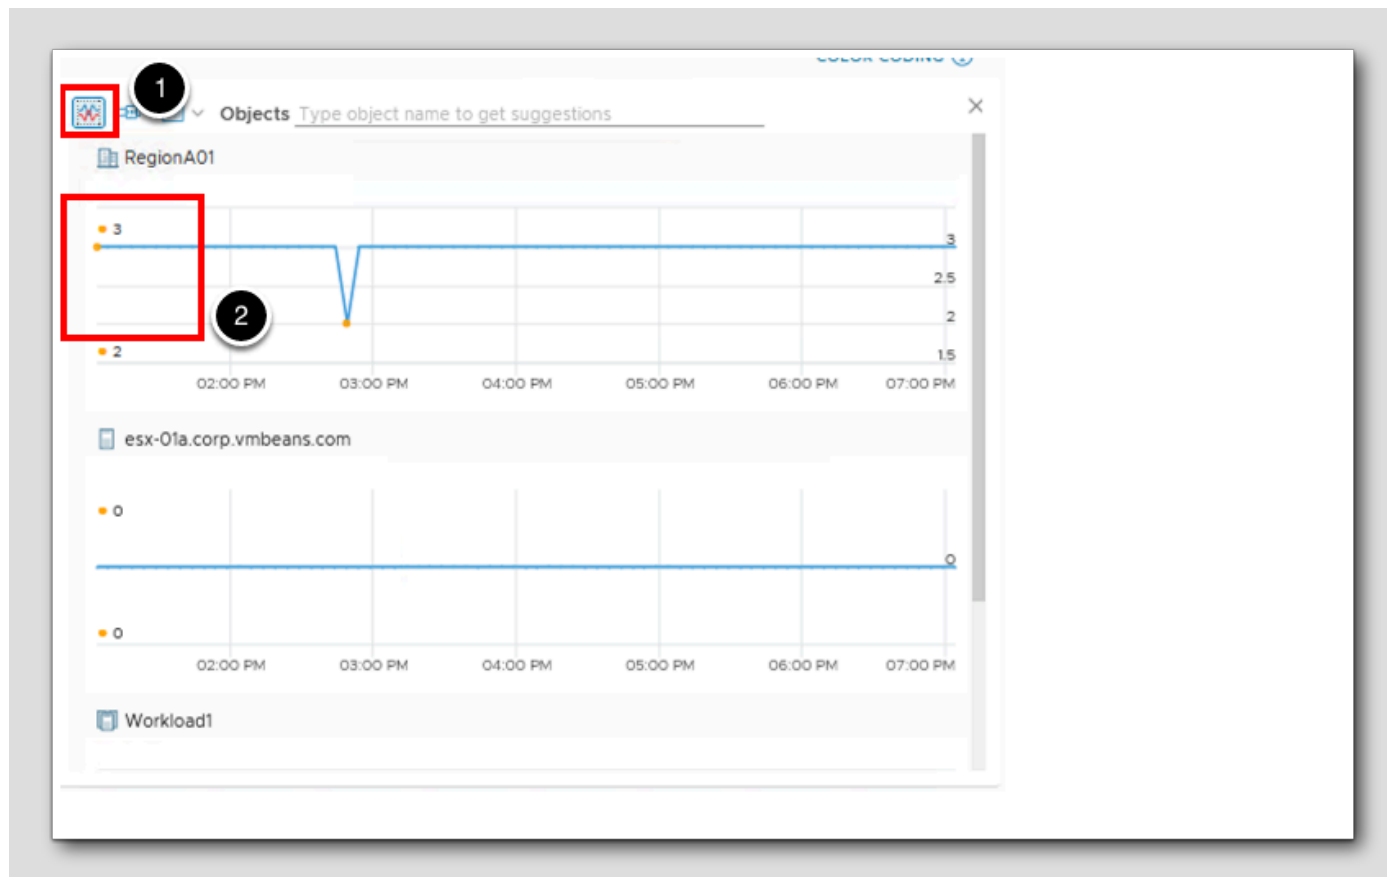 COLOR CODING
1
Objects Type object name to get suggestions
RegionA01
3
3
2.5
2
2
2
1.5
02:00 PM 03:00 PM 04:00 PM 05:00 PM 06:00 PM 07:00 PM
esx-01a.corp.vmbeans.com
0
0
0
02:00 PM 03:00 PM 04:00 PM 05:00 PM 06:00 PM 07:00 PM
Workload1